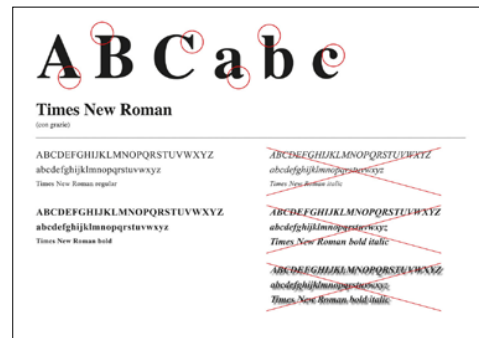 A B C a b c
Times New Roman
(con grazie)
ABCDEFGHIJKLMNOPQRSTUVWXYZ
abcdefghijklmnopqrstuvwxyz
Times New Roman regular
ABCDEFGHIJKLMNOPQRSTUVWXYZ
abcdefghijklmnopqrstuvwxyz
Times New Roman bold
ABCDEFGHIJKLMNOPQRSTUVWXYZ
abcdefghijklmnopqrstuvwxyz
Times New Roman italic
ABCDEFGHIJKLMNOPQRSTUVWXYZ
abcdefghijklmnopqrstuvwxyz
Times New Roman bold italic
ABCDEFGHIJKLMNOPQRSTUVWXYZ
abcdefghijklmnopqrstuvwxyz
Times New Roman bold italic